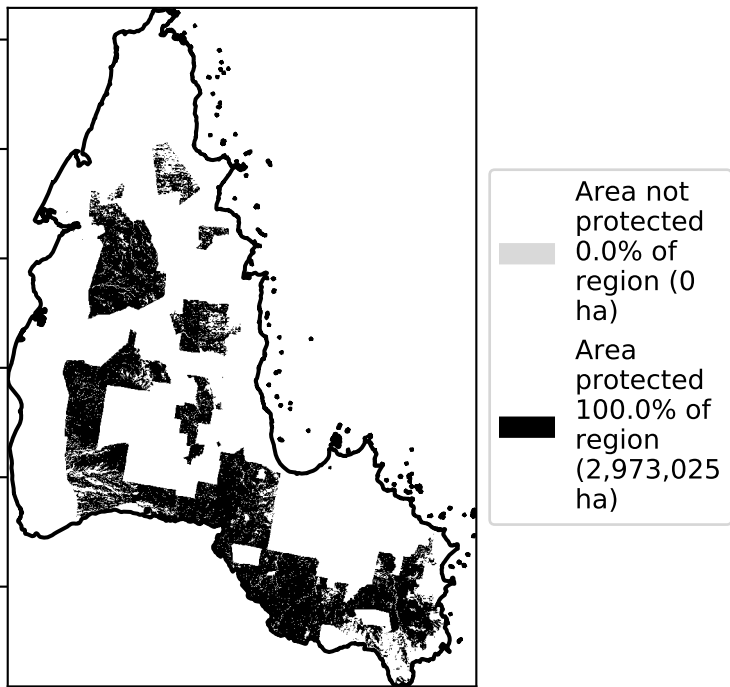 Area not
protected
0.0% of
region (0
ha)
Area
protected
100.0% of
region
(2,973,025
ha)